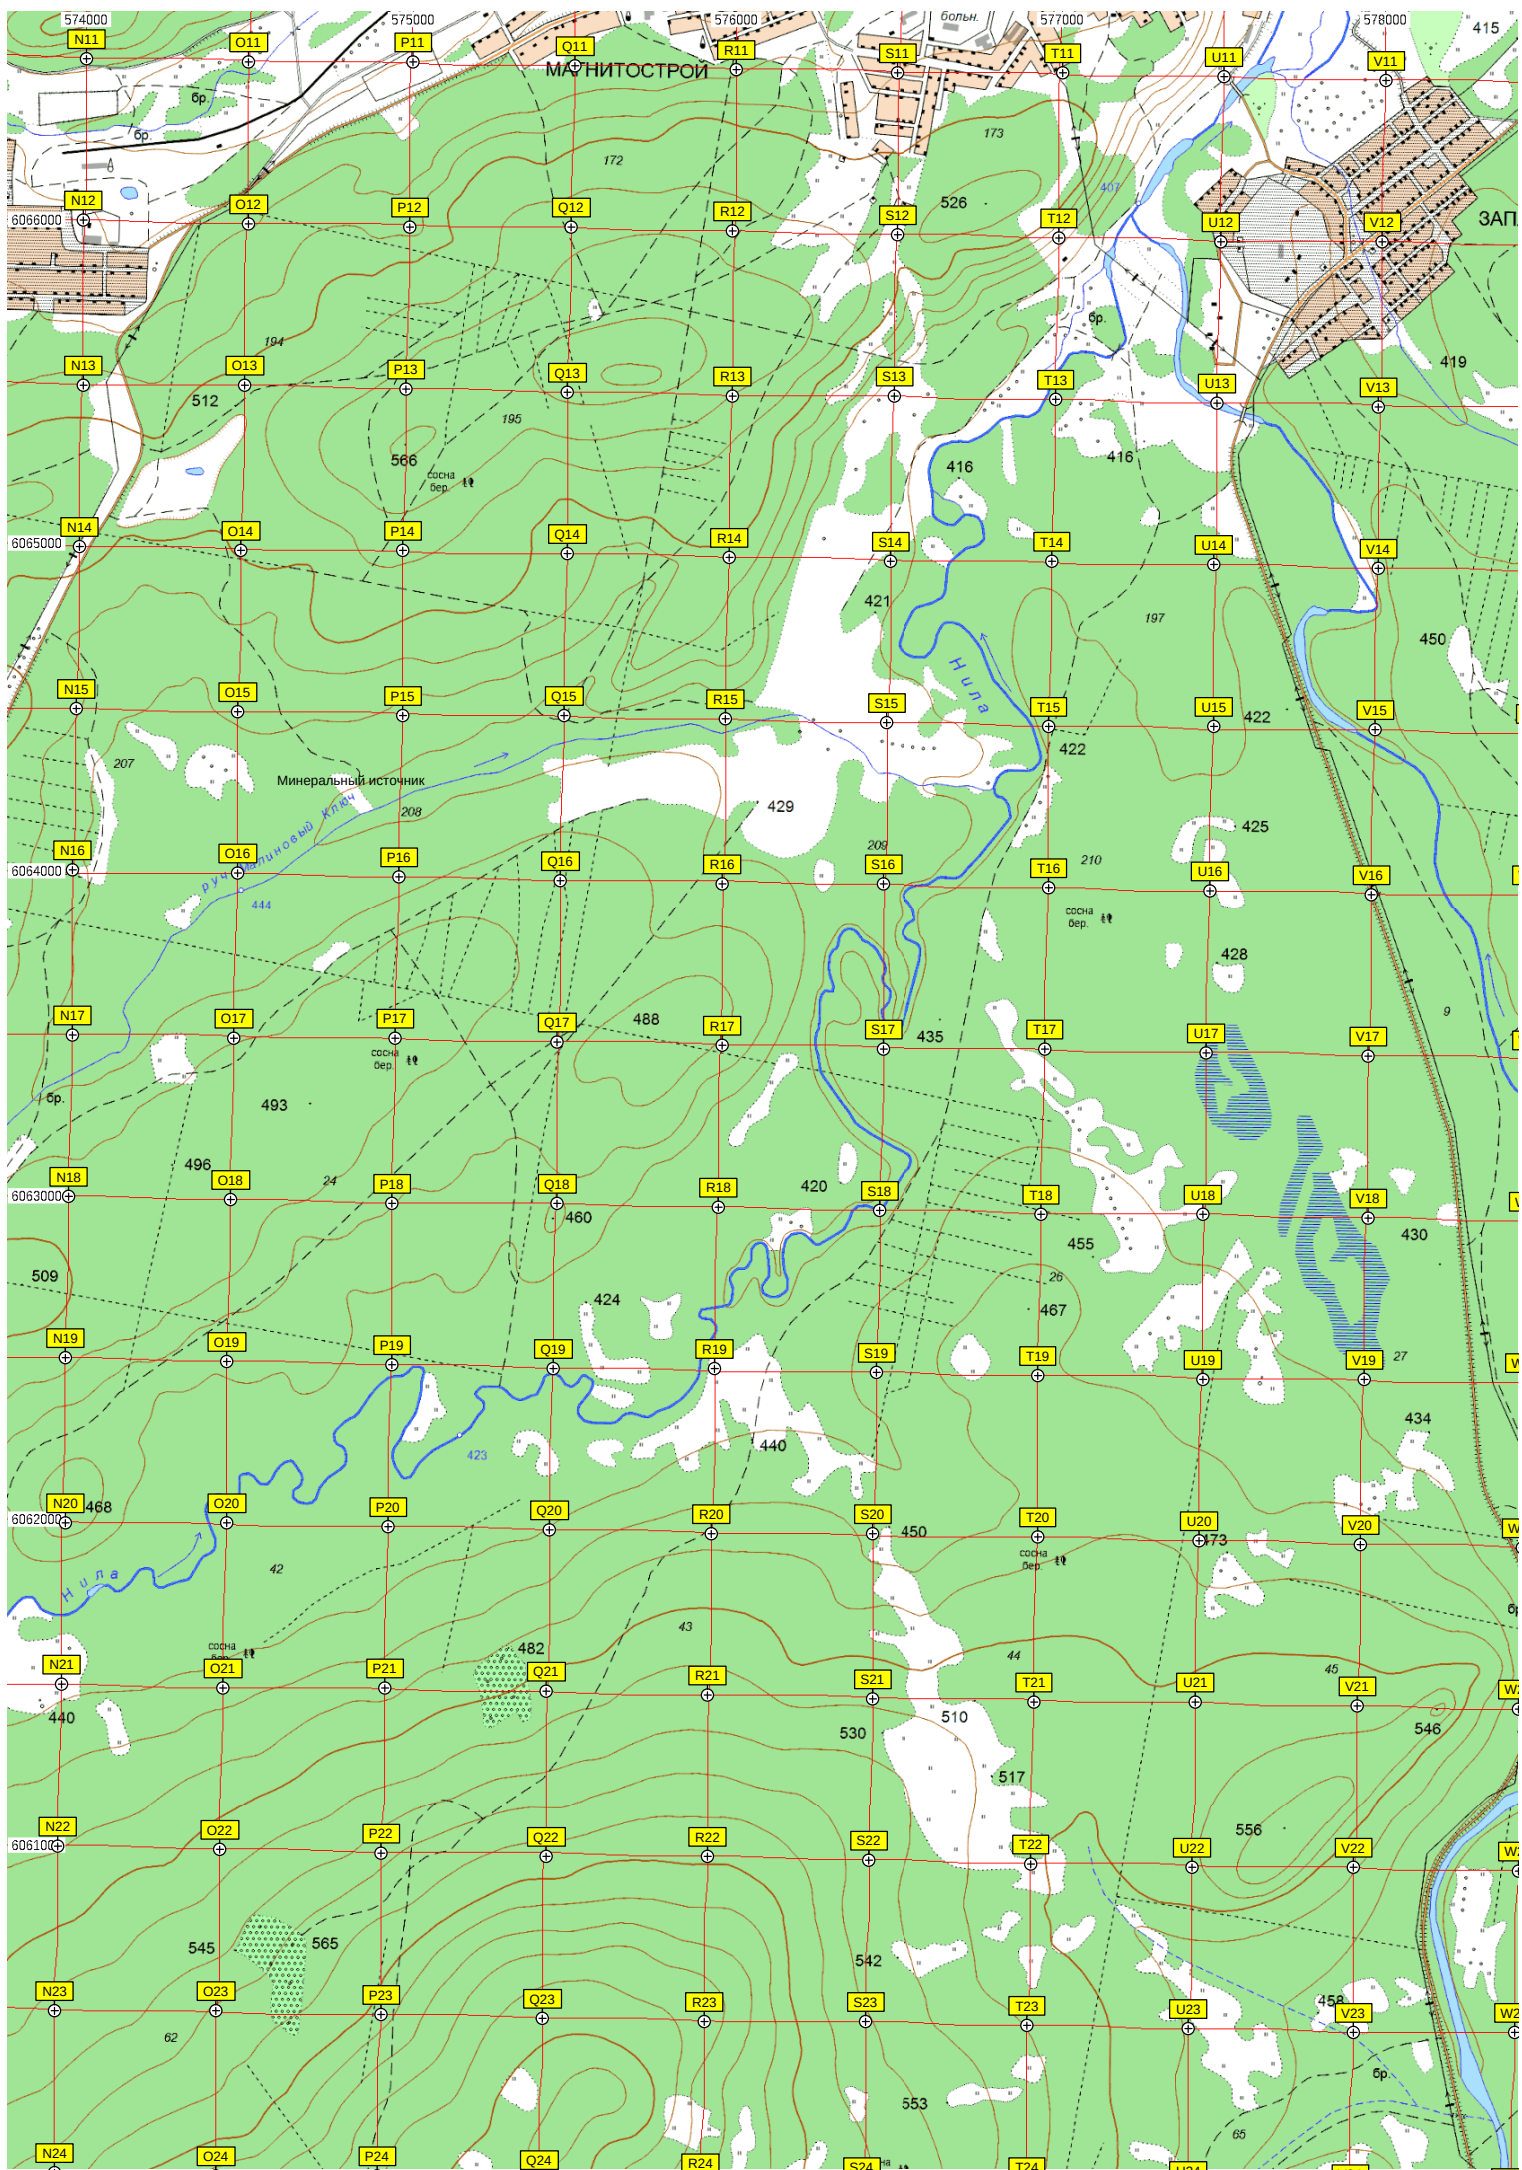 574000 575000 576000 577000 578000
больн.
415
N11 O11 P11 Q11 R11 S11 T11 U11 V11
МАГНИТОСТРОЙ
бр.
бр.
173
172
407
526
ЗАП
6066000
N12 O12 P12 Q12 R12 S12 T12 U12 V12
бр.
194
419
N13 O13 P13 Q13 R13 S13 T13 U13 V13
512
195
566
сосна
бер.
416
416
6065000
N14 O14 P14 Q14 R14 S14 T14 U14 V14
421
197
450
Нила
N15 O15 P15 Q15 R15 S15 T15 U15 V15
422
422
207
Минеральный источник
208
429
425
руч. Малиновый Ключ
209
210
6064000
N16 O16 P16 Q16 R16 S16 T16 U16 V16
444
сосна
бер.
428
9
488
435
N17 O17 P17 Q17 R17 S17 T17 U17 V17
сосна
бер.
бр.
493
496
24
420
6063000
N18 O18 P18 Q18 R18 S18 T18 U18 V18
460
455
430
509
26
424
467
N19 O19 P19 Q19 R19 S19 T19 U19 V19
27
434
423
440
468
6062000
N20 O20 P20 Q20 R20 S20 T20 U20 V20
450
473
42
сосна
бер.
Нила
бр
43
482
сосна
бер.
44
45
N21 O21 P21 Q21 R21 S21 T21 U21 V21
440
530
510
546
517
556
N22 O22 P22 Q22 R22 S22 T22 U22 V22
545
565
542
458
N23 O23 P23 Q23 R23 S23 T23 U23 V23
62
бр.
553
65
N24 O24 P24 Q24 R24 S24 T24 U24